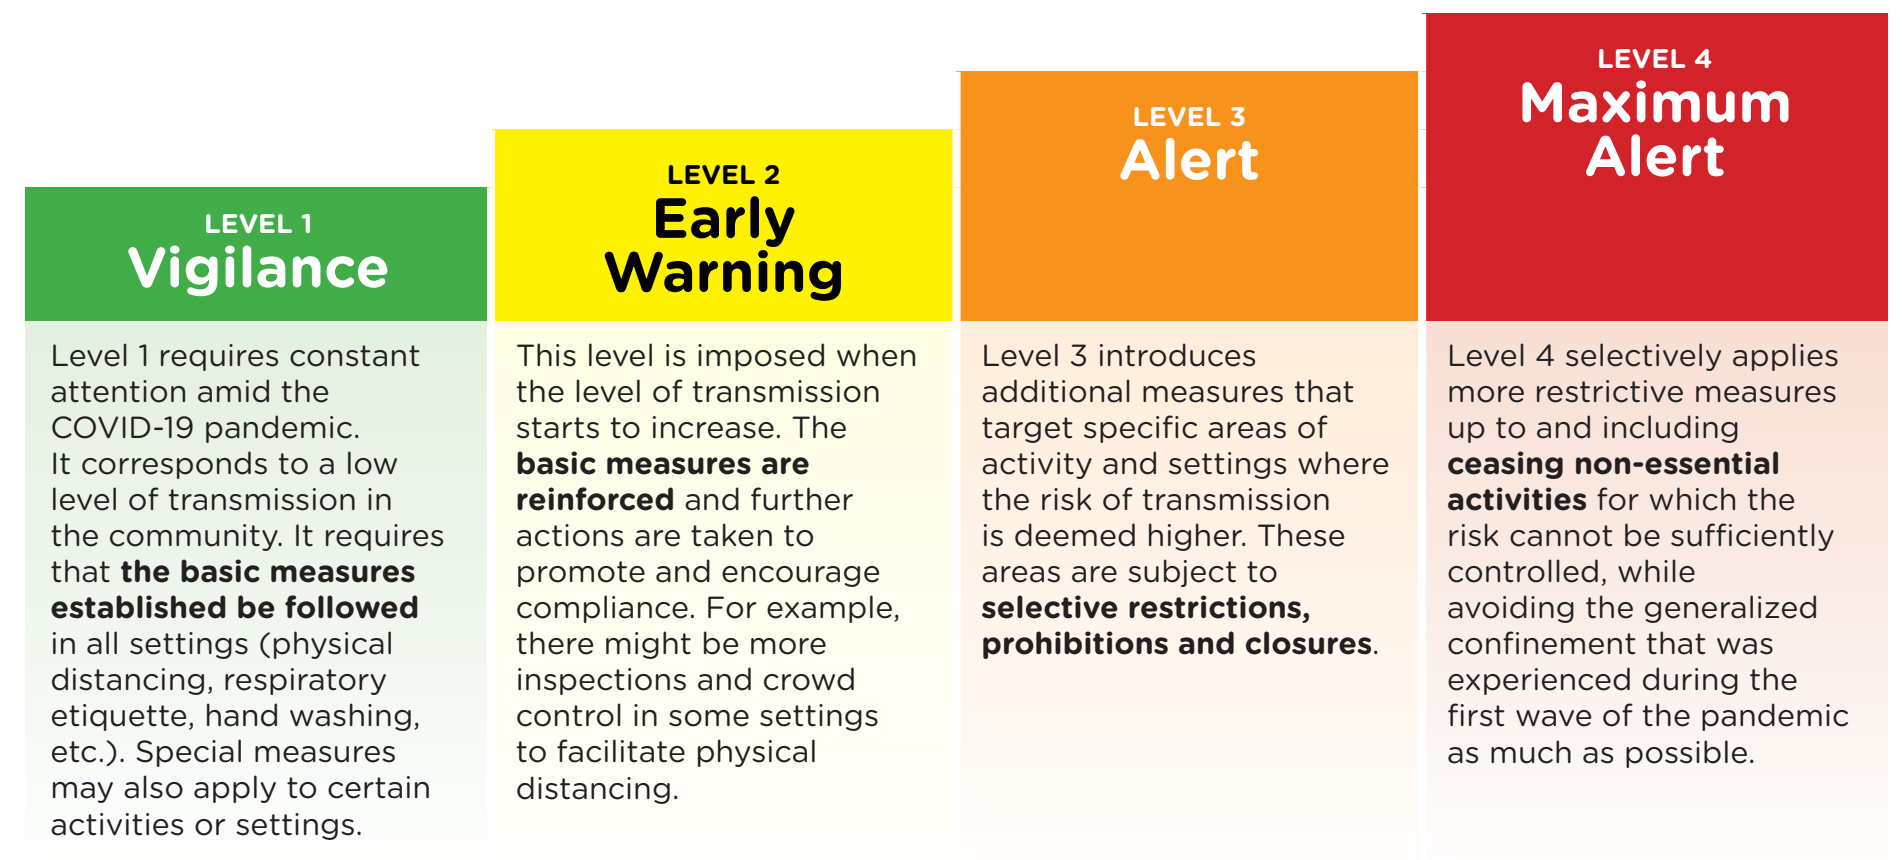 LEVEL 1
Vigilance
Level 1 requires constant
attention amid the
COVID-19 pandemic.
It corresponds to a low
level of transmission in
the community. It requires
that the basic measures
established be followed
in all settings (physical
distancing, respiratory
etiquette, hand washing,
etc.). Special measures
may also apply to certain
activities or settings.
LEVEL 2
Early
Warning
This level is imposed when
the level of transmission
starts to increase. The
basic measures are
reinforced and further
actions are taken to
promote and encourage
compliance. For example,
there might be more
inspections and crowd
control in some settings
to facilitate physical
distancing.
LEVEL 3
Alert
Level 3 introduces
additional measures that
target specific areas of
activity and settings where
the risk of transmission
is deemed higher. These
areas are subject to
selective restrictions,
prohibitions and closures.
LEVEL 4
Maximum
Alert
Level 4 selectively applies
more restrictive measures
up to and including
ceasing non-essential
activities for which the
risk cannot be sufficiently
controlled, while
avoiding the generalized
confinement that was
experienced during the
first wave of the pandemic
as much as possible.